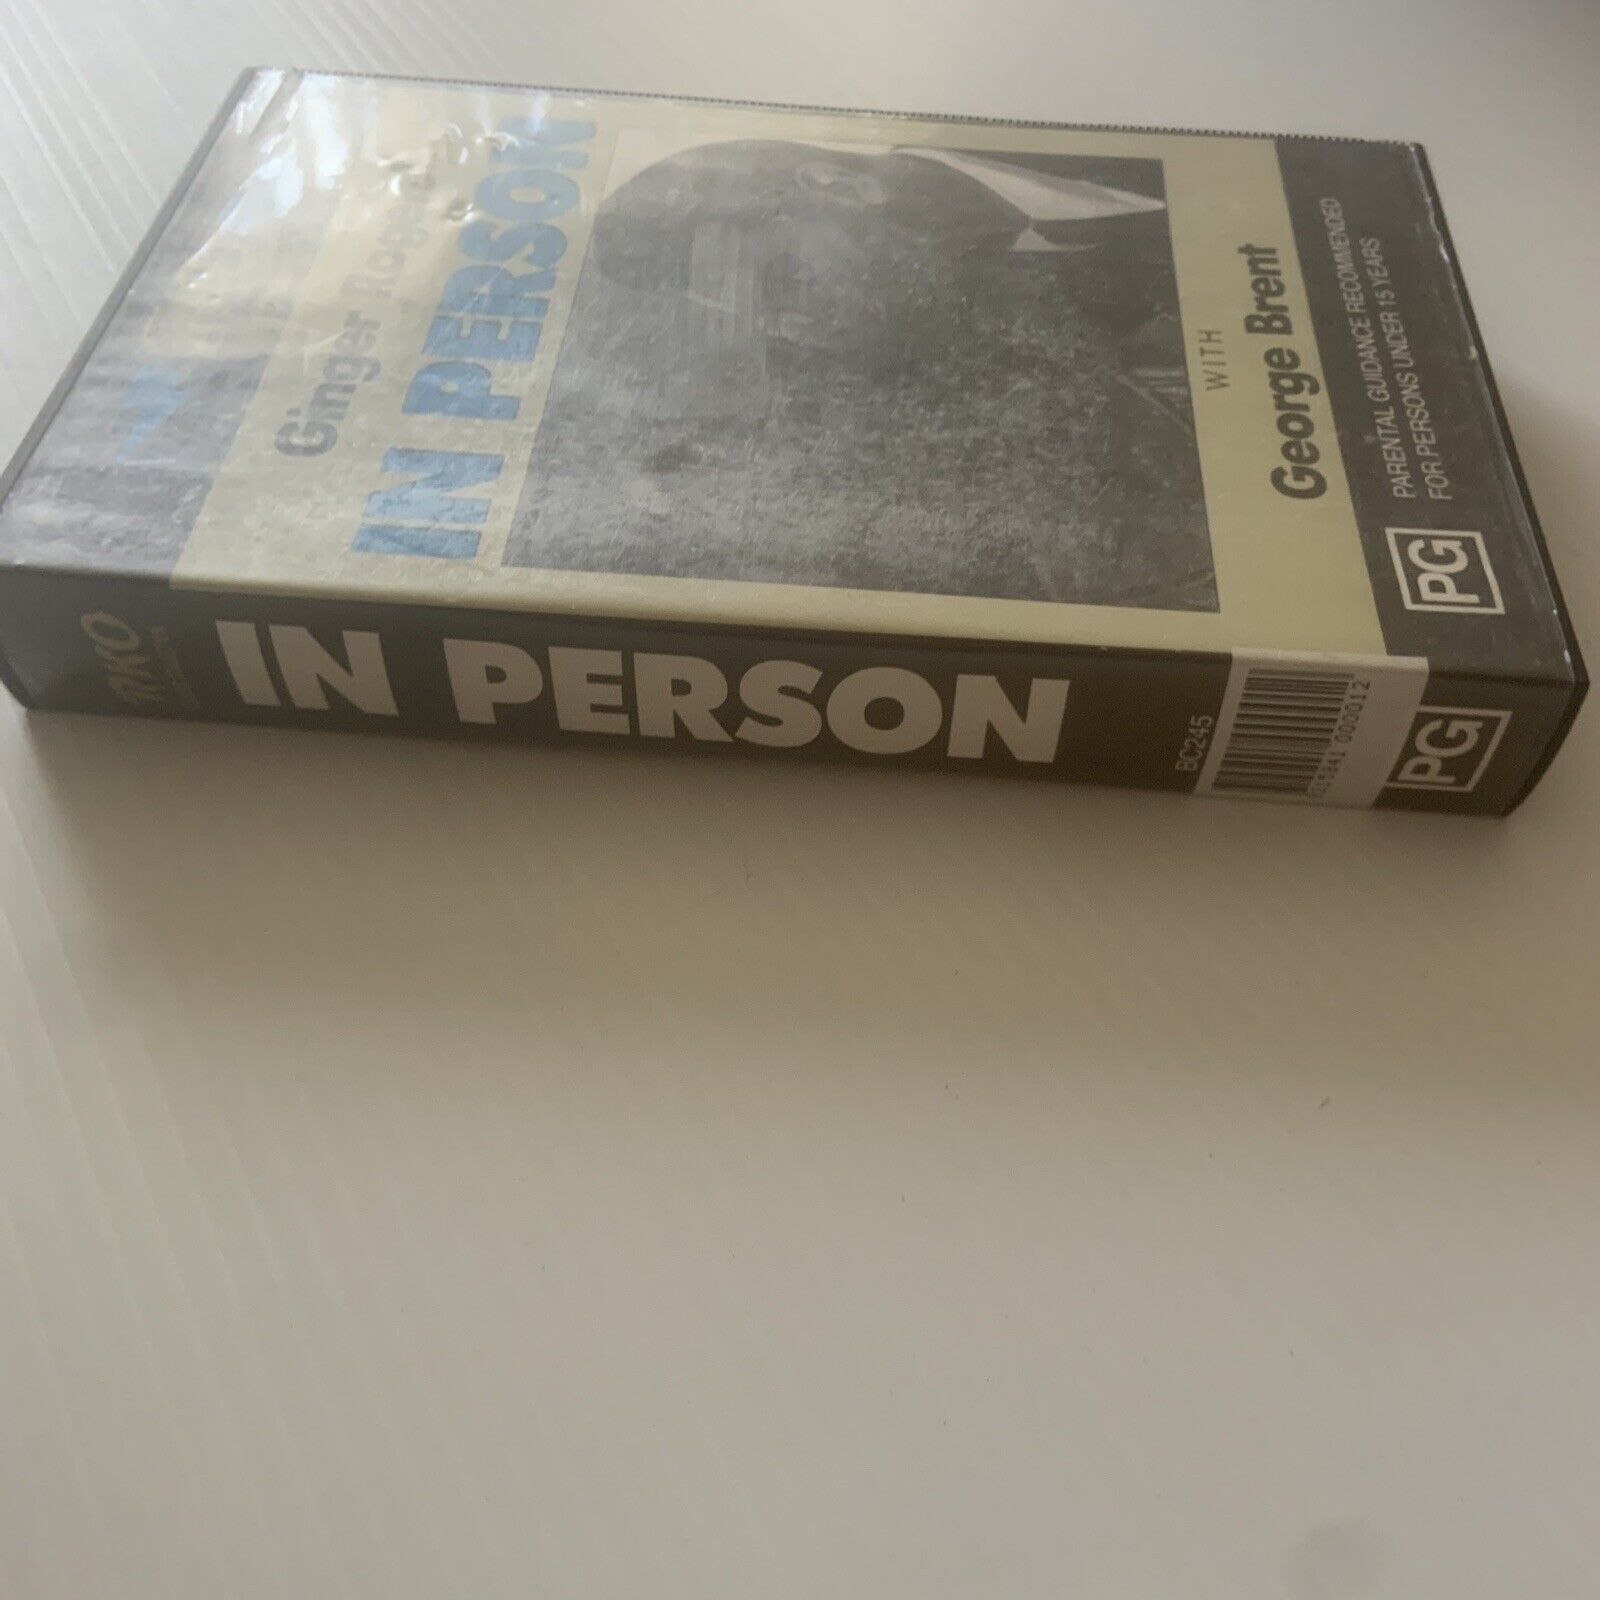 Ginger Rogers
IN PERSON
WITH
George Brent
PARENTAL GUIDANCE RECOMMENDED
FOR PERSONS UNDER 15 YEARS
PG
RKO
IN PERSON
BC245
000012
PG